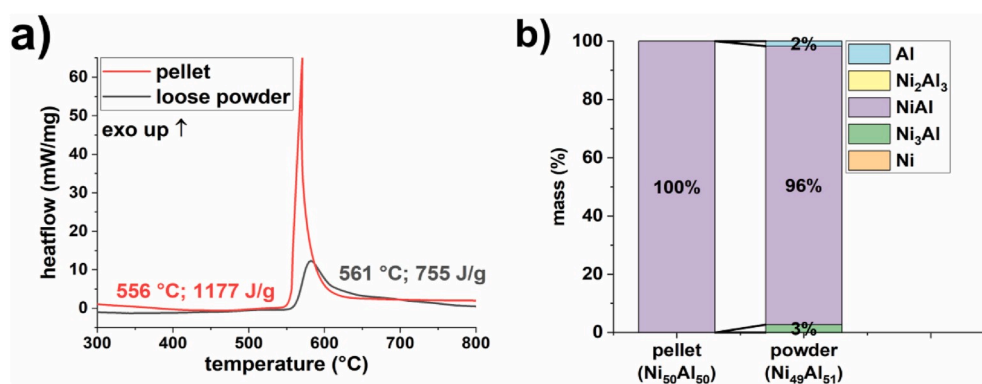 a)
heatflow (mW/mg)
60
50
40
30
20
10
0
pellet
loose powder
exo up ↑
556 °C; 1177 J/g
561 °C; 755 J/g
300
400
500
600
700
800
temperature (°C)
b)
mass (%)
100
80
60
40
20
0
100%
2%
96%
3%
Al
Ni₂Al₃
NiAl
Ni₃Al
Ni
pellet
(Ni₅₀Al₅₀)
powder
(Ni₄₉Al₅₁)